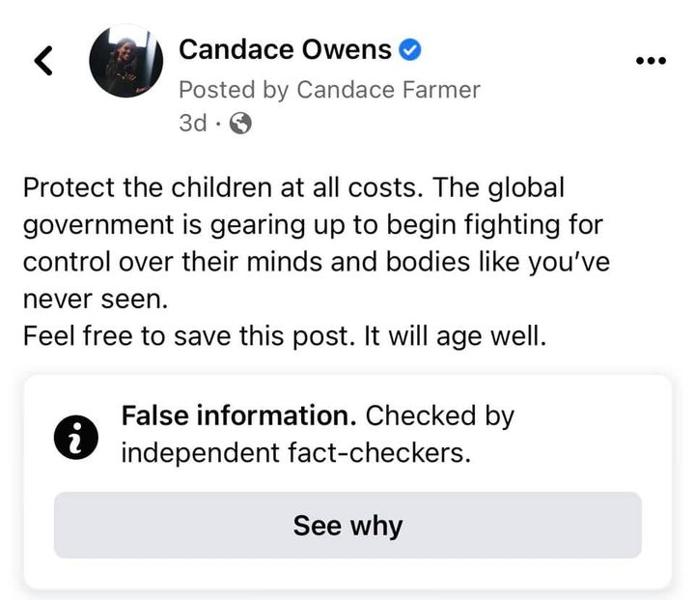 Candace Owens
Posted by Candace Farmer
3d ·
Protect the children at all costs. The global
government is gearing up to begin fighting for
control over their minds and bodies like you've
never seen.
Feel free to save this post. It will age well.
False information. Checked by
independent fact-checkers.
See why